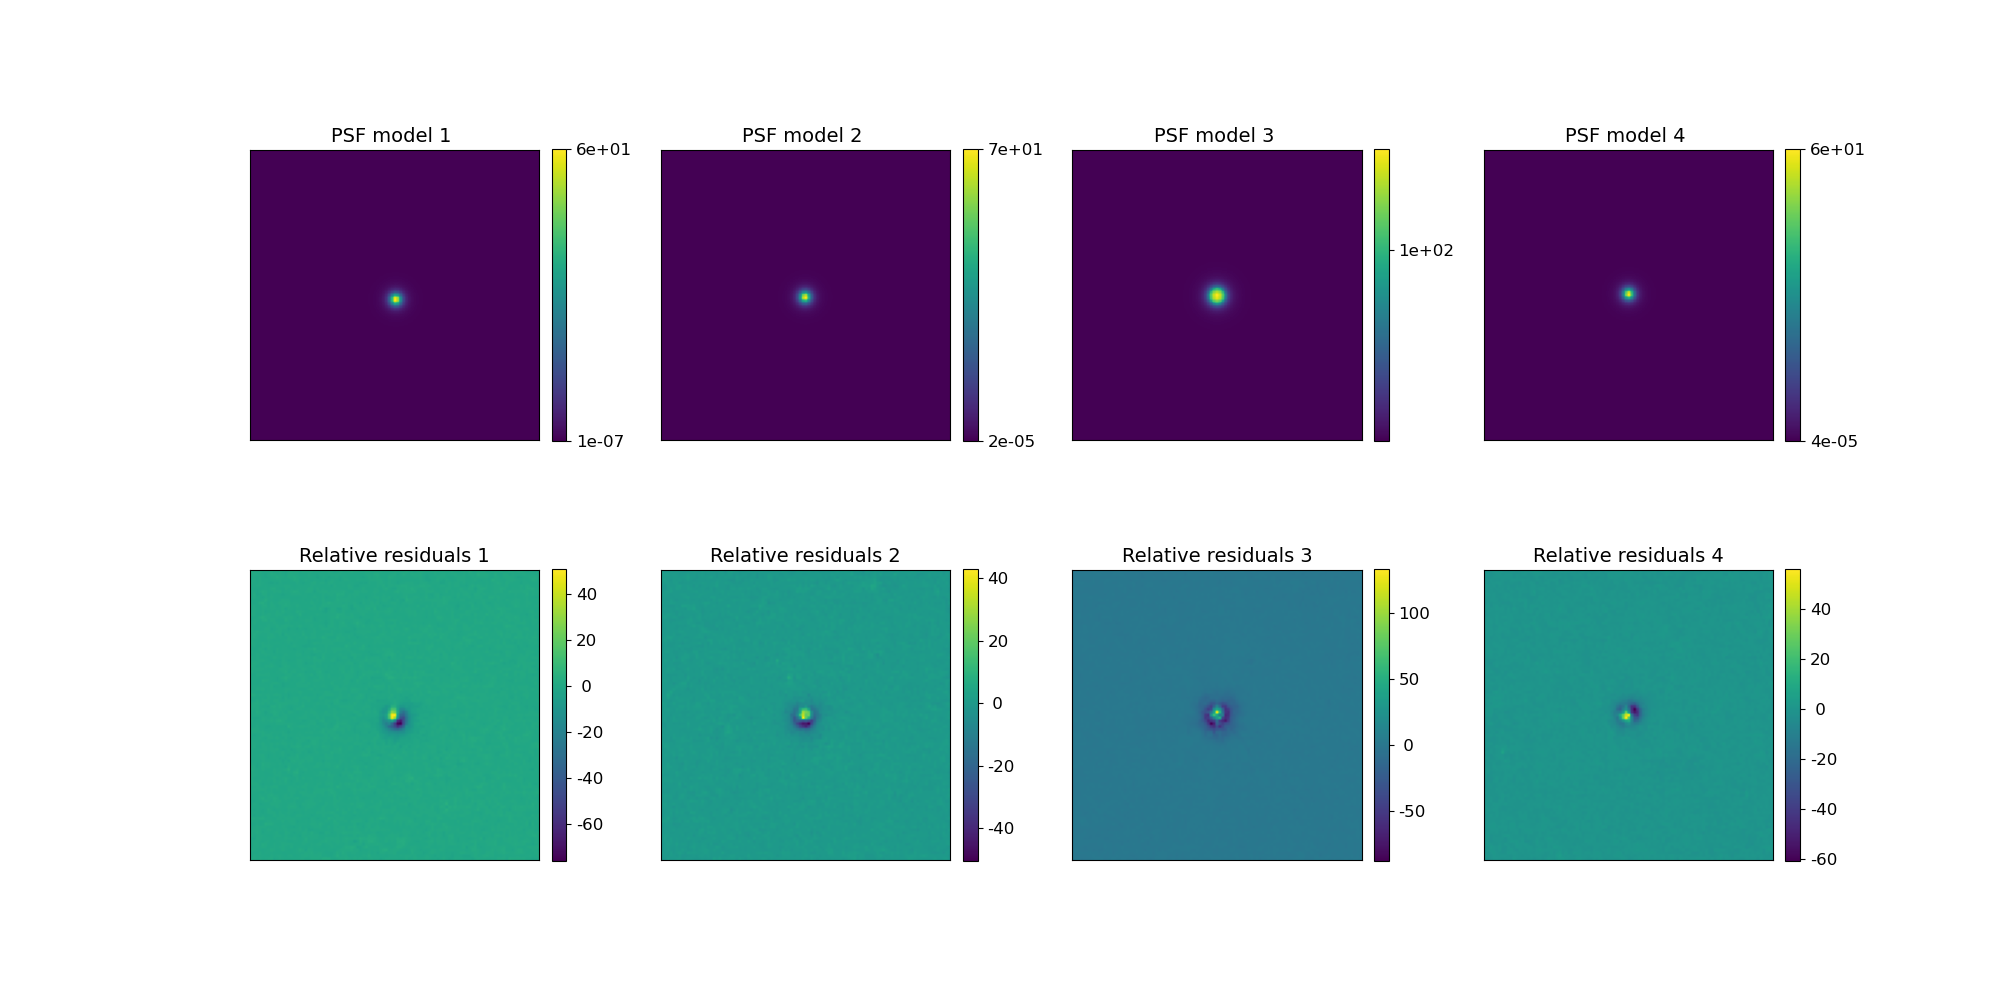 PSF model 1
6e+01
1e-07
PSF model 2
7e+01
2e-05
PSF model 3
1e+02
PSF model 4
6e+01
4e-05
Relative residuals 1
40
20
0
-20
-40
-60
Relative residuals 2
40
20
0
-20
-40
Relative residuals 3
100
50
0
-50
Relative residuals 4
40
20
0
-20
-40
-60